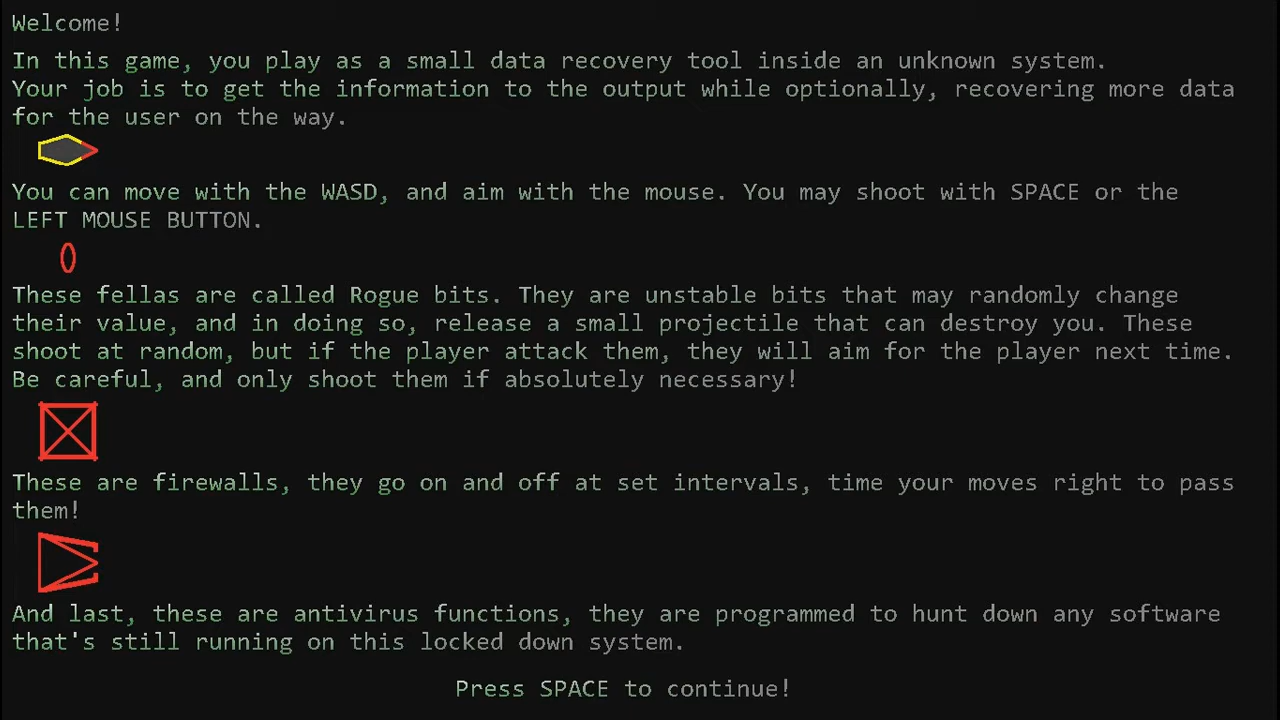 Welcome!
In this game, you play as a small data recovery tool inside an unknown system.
Your job is to get the information to the output while optionally, recovering more data
for the user on the way.
You can move with the WASD, and aim with the mouse. You may shoot with SPACE or the
LEFT MOUSE BUTTON.
0
These fellas are called Rogue bits. They are unstable bits that may randomly change
their value, and in doing so, release a small projectile that can destroy you. These
shoot at random, but if the player attack them, they will aim for the player next time.
Be careful, and only shoot them if absolutely necessary!
These are firewalls, they go on and off at set intervals, time your moves right to pass
them!
And last, these are antivirus functions, they are programmed to hunt down any software
that's still running on this locked down system.
Press SPACE to continue!